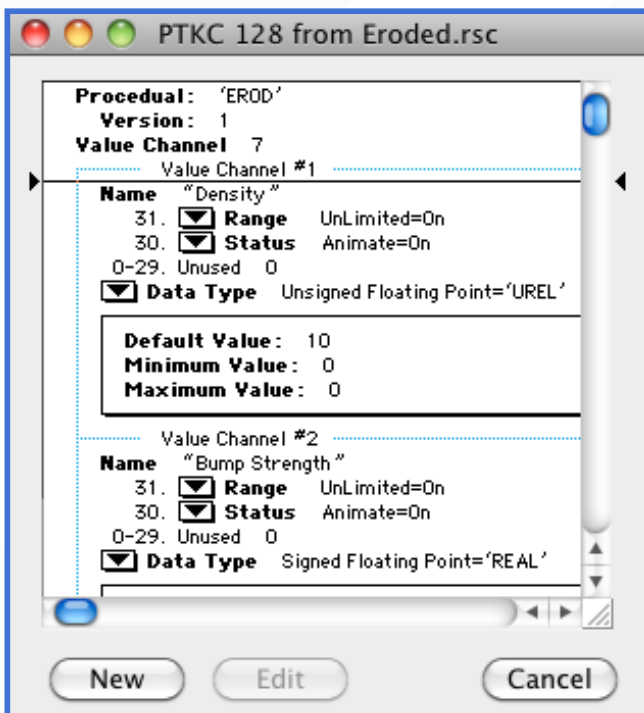 PTKC 128 from Eroded.rsc
Procedual: 'EROD'
Version: 1
Value Channel 7
Value Channel #1
Name "Density"
31. Range UnLimited=On
30. Status Animate=On
0-29. Unused 0
Data Type Unsigned Floating Point='UREL'
Default Value: 10
Minimum Value: 0
Maximum Value: 0
Value Channel #2
Name "Bump Strength"
31. Range UnLimited=On
30. Status Animate=On
0-29. Unused 0
Data Type Signed Floating Point='REAL'
New Edit Cancel